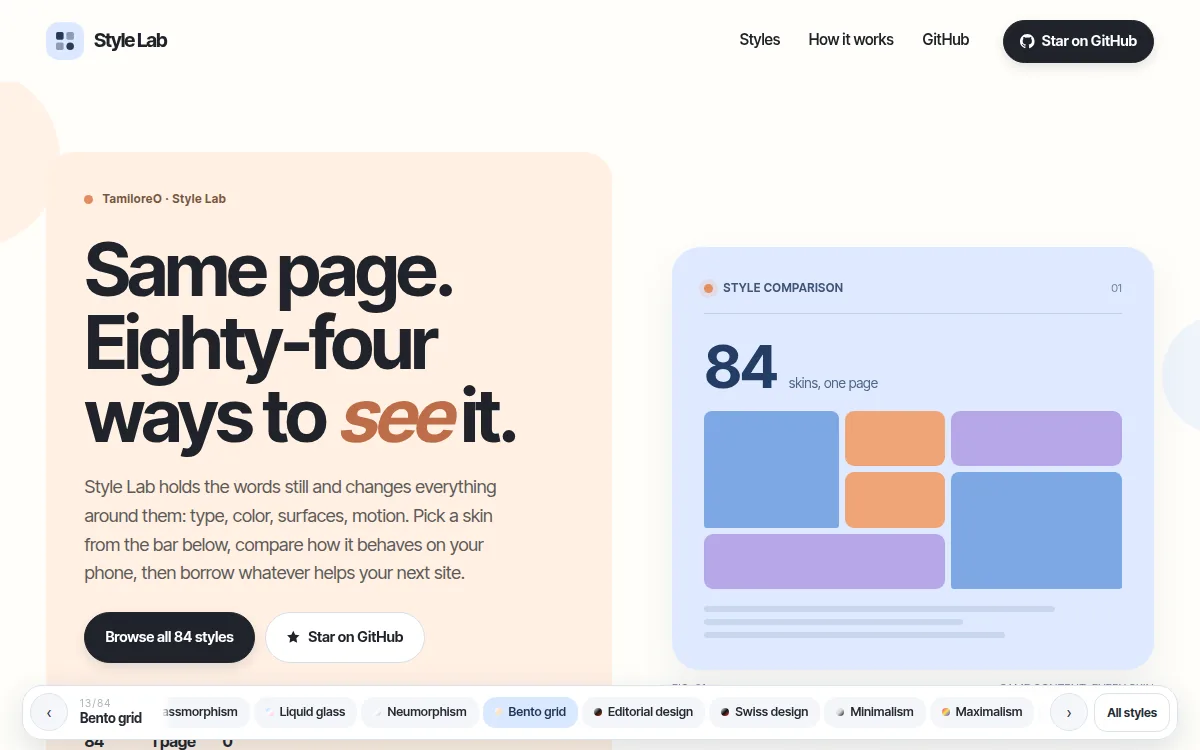 Style Lab
Styles
How it works
GitHub
Star on GitHub
TamiloreO · Style Lab
Same page.
Eighty-four
ways to see it.
Style Lab holds the words still and changes everything
around them: type, color, surfaces, motion. Pick a skin
from the bar below, compare how it behaves on your
phone, then borrow whatever helps your next site.
Browse all 84 styles
Star on GitHub
STYLE COMPARISON
01
84 skins, one page
13/84
Bento grid
assmorphism
Liquid glass
Neumorphism
Bento grid
Editorial design
Swiss design
Minimalism
Maximalism
All styles
84
1 page
0